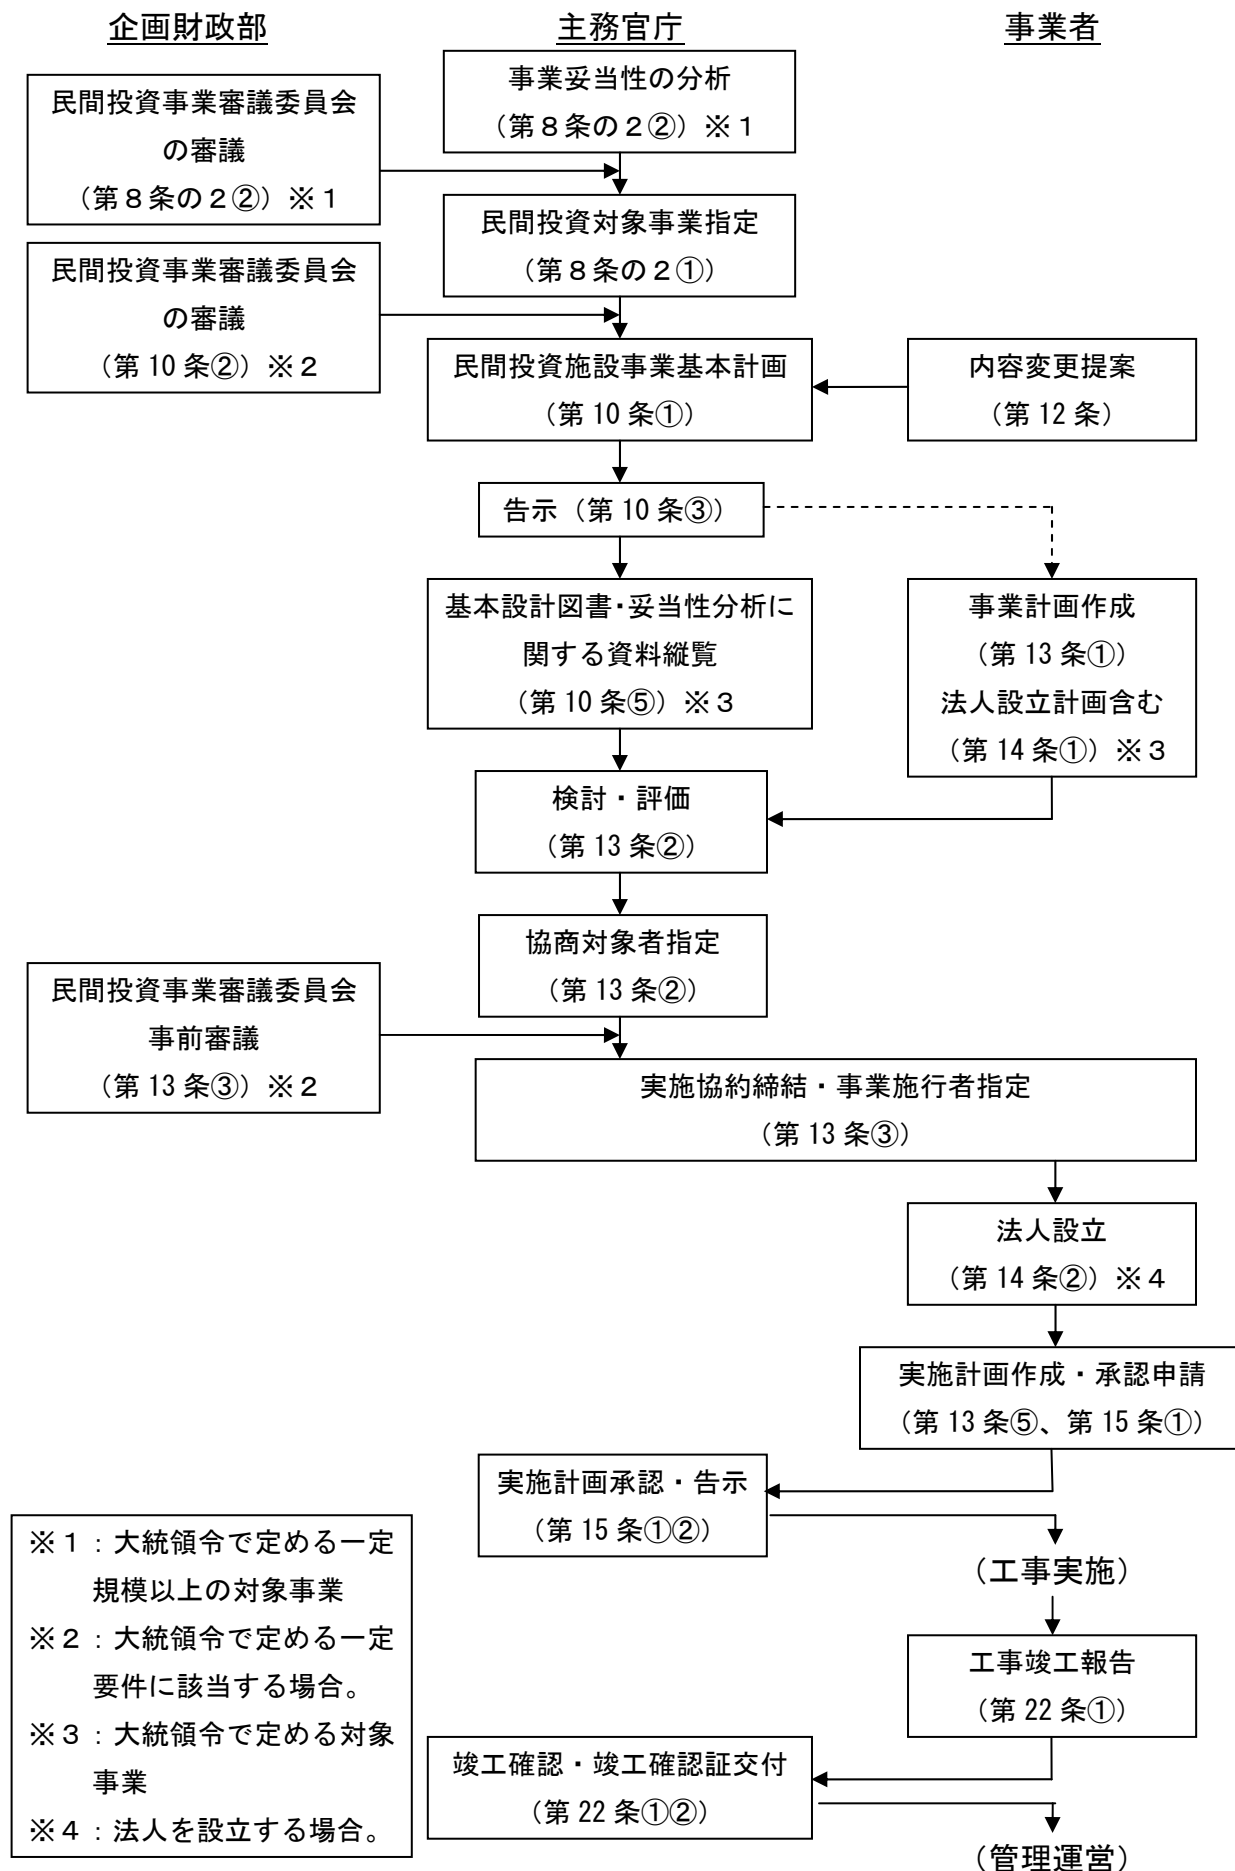 企画財政部
主務官庁
事業者
事業妥当性の分析
（第８条の２②）※１
民間投資事業審議委員会
の審議
（第８条の２②）※１
民間投資対象事業指定
（第８条の２①）
民間投資事業審議委員会
の審議
（第 10 条②）※２
民間投資施設事業基本計画
（第 10 条①）
内容変更提案
（第 12 条）
告示（第 10 条③）
基本設計図書・妥当性分析に
関する資料縦覧
（第 10 条⑤）※３
事業計画作成
（第 13 条①）
法人設立計画含む
（第 14 条①）※３
検討・評価
（第 13 条②）
協商対象者指定
（第 13 条②）
民間投資事業審議委員会
事前審議
（第 13 条③）※２
実施協約締結・事業施行者指定
（第 13 条③）
法人設立
（第 14 条②）※４
実施計画作成・承認申請
（第 13 条⑤、第 15 条①）
実施計画承認・告示
（第 15 条①②）
（工事実施）
工事竣工報告
（第 22 条①）
竣工確認・竣工確認証交付
（第 22 条①②）
（管理運営）
※１：大統領令で定める一定
規模以上の対象事業
※２：大統領令で定める一定
要件に該当する場合。
※３：大統領令で定める対象
事業
※４：法人を設立する場合。